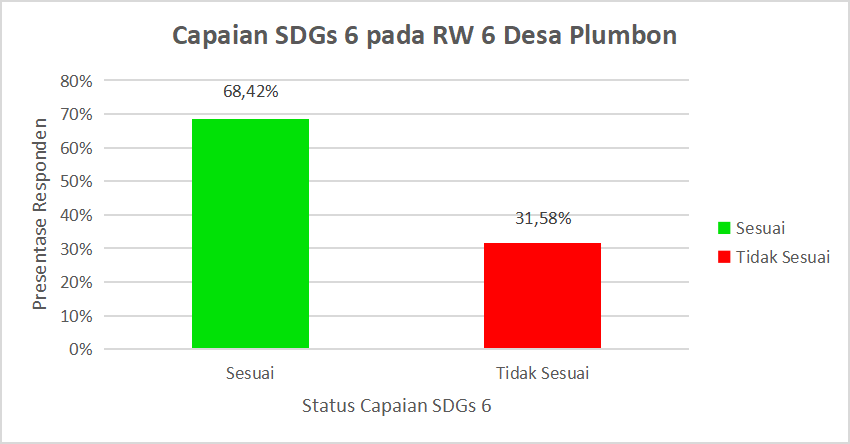 Capaian SDGs 6 pada RW 6 Desa Plumbon
Presentase Responden
80%
70%
60%
50%
40%
30%
20%
10%
0%
68,42%
31,58%
Sesuai
Tidak Sesuai
Status Capaian SDGs 6
Sesuai
Tidak Sesuai